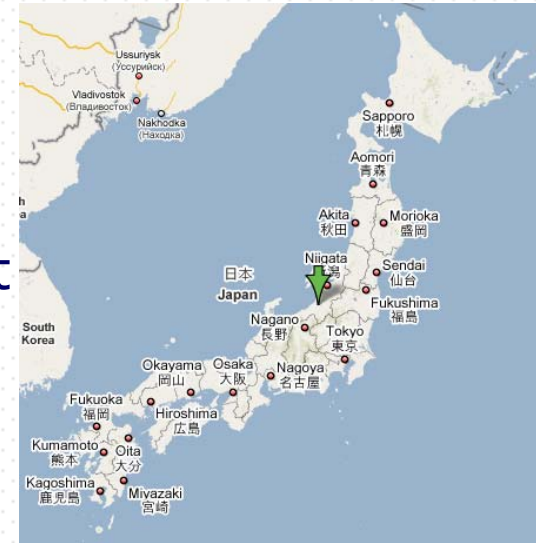 Ussuriysk
(Уссурийск)
Vladivostok
(Владивосток)
Nakhodka
(Находка)
Sapporo
札幌
Aomori
青森
Akita
秋田
Morioka
盛岡
Niigata
潟
Sendai
仙台
日本
Japan
Fukushima
福島
Nagano
長野
Tokyo
東京
South
Korea
Okayama
岡山
Osaka
大阪
Nagoya
名古屋
Fukuoka
福岡
Hiroshima
広島
Kumamoto
熊本
Oita
大分
Kagoshima
鹿児島
Miyazaki
宮崎